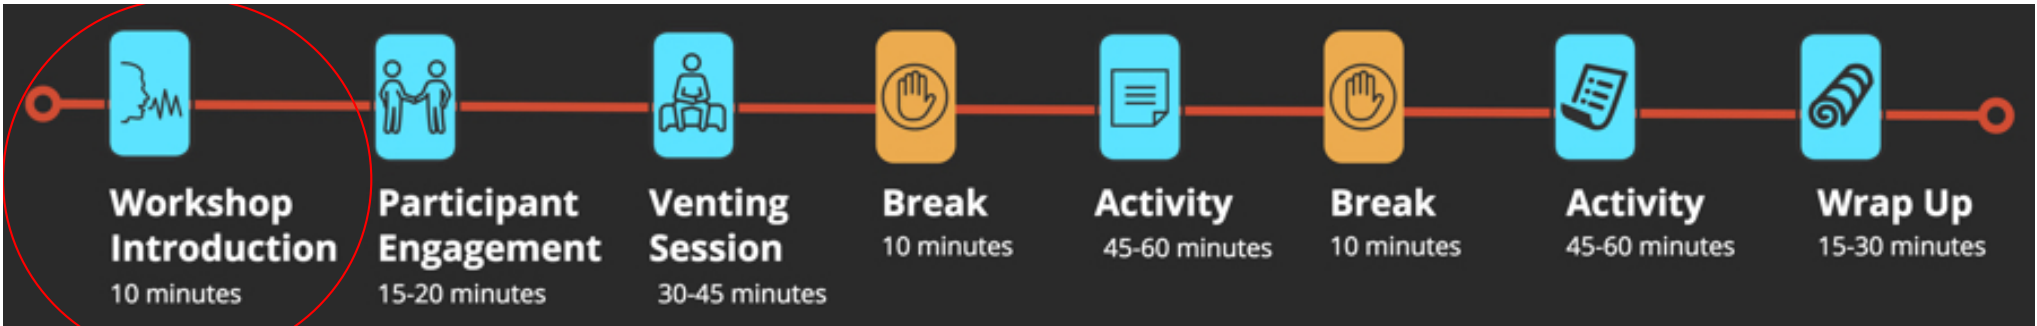 Workshop
Introduction
10 minutes
Participant
Engagement
15-20 minutes
Venting
Session
30-45 minutes
Break
10 minutes
Activity
45-60 minutes
Break
10 minutes
Activity
45-60 minutes
Wrap Up
15-30 minutes